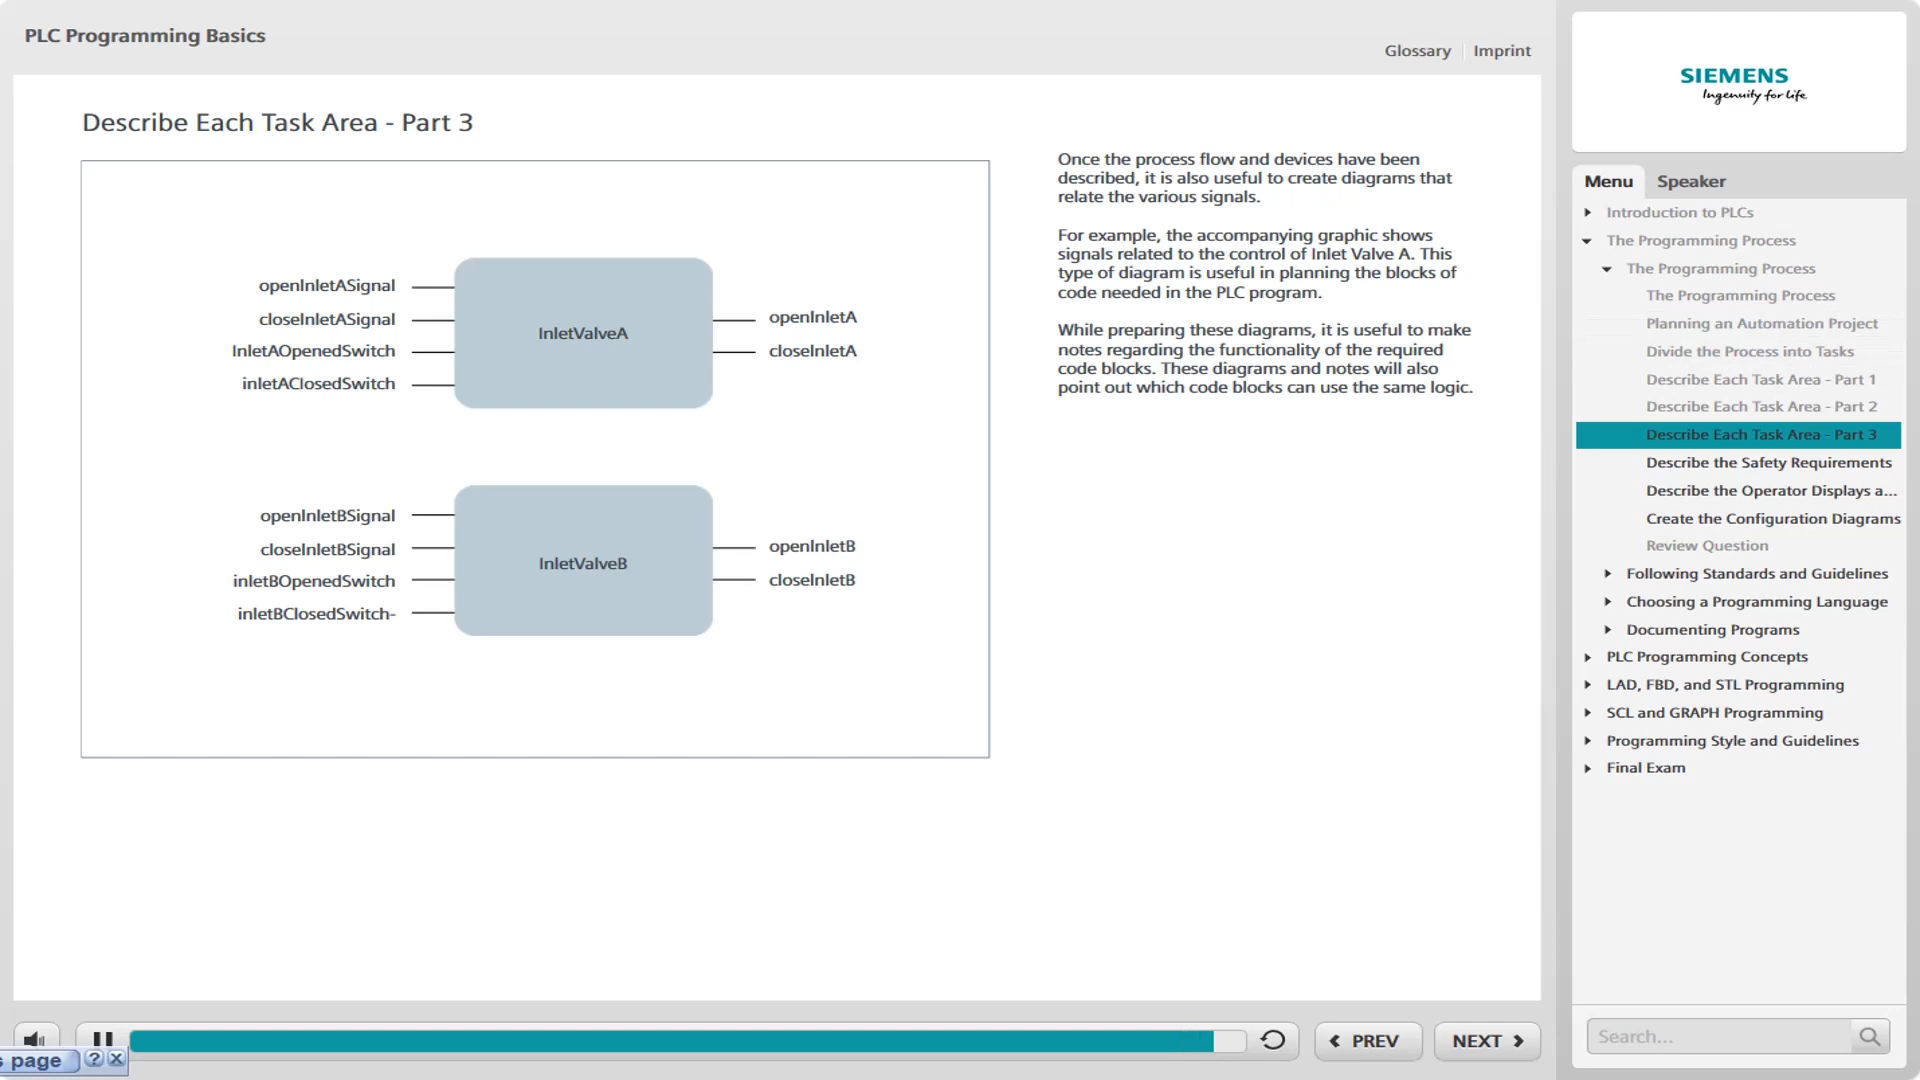 PLC Programming Basics
Glossary
Imprint
Describe Each Task Area - Part 3
openInletASignal
closeInletASignal
InletAOpenedSwitch
inletAClosedSwitch
InletValveA
openInletA
closeInletA
openInletBSignal
closeInletBSignal
inletBOpenedSwitch
inletBClosedSwitch-
InletValveB
openInletB
closeInletB
Once the process flow and devices have been
described, it is also useful to create diagrams that
relate the various signals.
For example, the accompanying graphic shows
signals related to the control of Inlet Valve A. This
type of diagram is useful in planning the blocks of
code needed in the PLC program.
While preparing these diagrams, it is useful to make
notes regarding the functionality of the required
code blocks. These diagrams and notes will also
point out which code blocks can use the same logic.
SIEMENS
Ingenuity for life
Menu
Speaker
Introduction to PLCs
The Programming Process
The Programming Process
The Programming Process
Planning an Automation Project
Divide the Process into Tasks
Describe Each Task Area - Part 1
Describe Each Task Area - Part 2
Describe Each Task Area - Part 3
Describe the Safety Requirements
Describe the Operator Displays a...
Create the Configuration Diagrams
Review Question
Following Standards and Guidelines
Choosing a Programming Language
Documenting Programs
PLC Programming Concepts
LAD, FBD, and STL Programming
SCL and GRAPH Programming
Programming Style and Guidelines
Final Exam
s page ?
PREV
NEXT
Search...